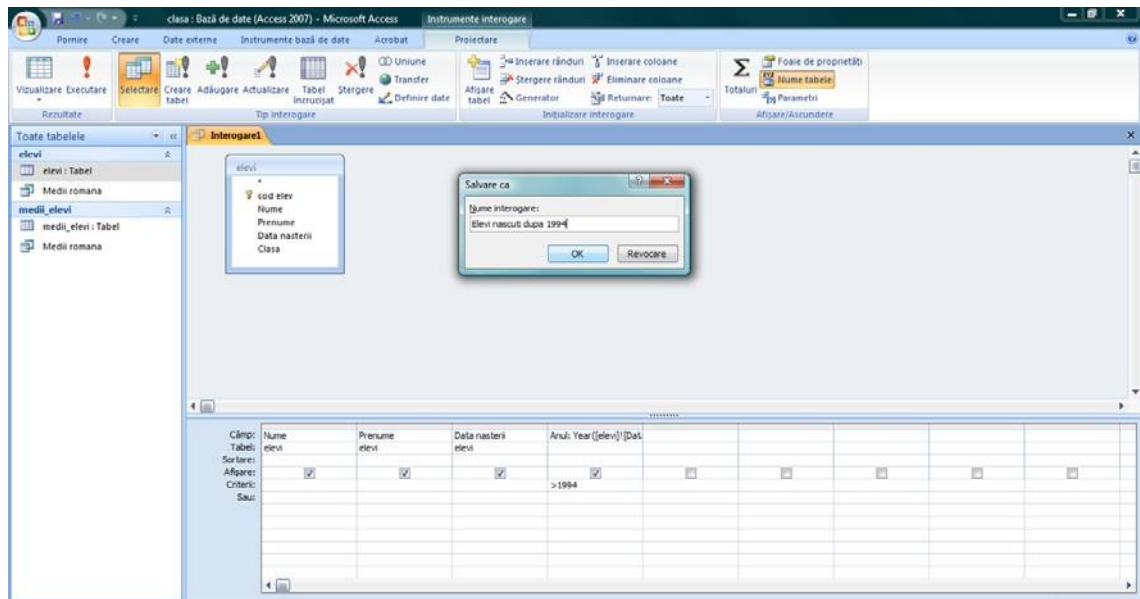 clasa : Bază de date (Access 2007) - Microsoft Access
Instrumente interogare
Pornire Creare Date externe Instrumente bază de date Acrobat Proiectare
Vizualizare Executare
Rezultate
Selectare Creare tabel Adăugare Actualizare Tabel încrucișat Ștergere
Uniune
Transfer
Definire date
Tip interogare
Afișare tabel
Inserare rânduri
Ștergere rânduri
Generator
Inserare coloane
Eliminare coloane
Returnare: Toate
Inițializare interogare
Totaluri
Foaie de proprietăți
Nume tabele
Parametri
Afișare/Ascundere
Toate tabelele
elevi
elevi : Tabel
Medii romana
medii_elevi
medii_elevi : Tabel
Medii romana
Interogare1
elevi
*
cod elev
Nume
Prenume
Data nasterii
Clasa
Salvare ca
Nume interogare:
Elevi nascuti dupa 1994
OK Revocare
Câmp: Nume Prenume Data nasterii Anul: Year([elevi]![Dat
Tabel: elevi elevi elevi
Sortare:
Afișare:
Criterii: >1994
Sau: